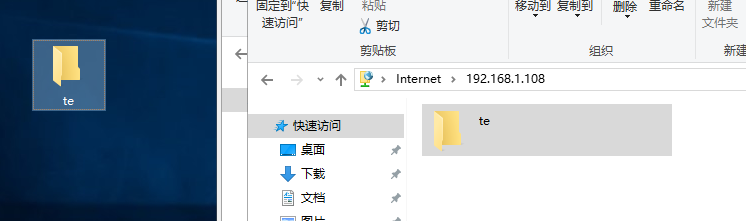 te
固定到"快速访问"
复制
粘贴
剪切
剪贴板
移动到
复制到
删除
重命名
组织
新建文件夹
新建
Internet
192.168.1.108
快速访问
桌面
下载
文档
图片
te